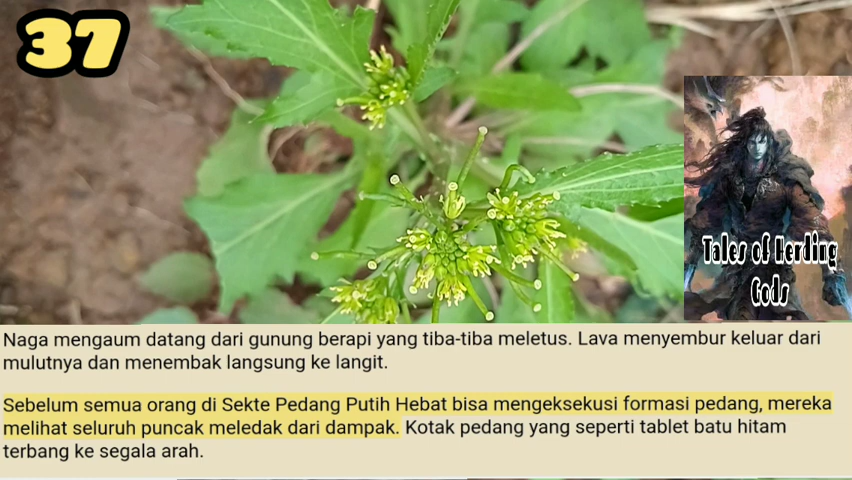 37
Tales of Herding
Gods
Naga mengaum datang dari gunung berapi yang tiba-tiba meletus. Lava menyembur keluar dari
mulutnya dan menembak langsung ke langit.
Sebelum semua orang di Sekte Pedang Putih Hebat bisa mengeksekusi formasi pedang, mereka
melihat seluruh puncak meledak dari dampak. Kotak pedang yang seperti tablet batu hitam
terbang ke segala arah.